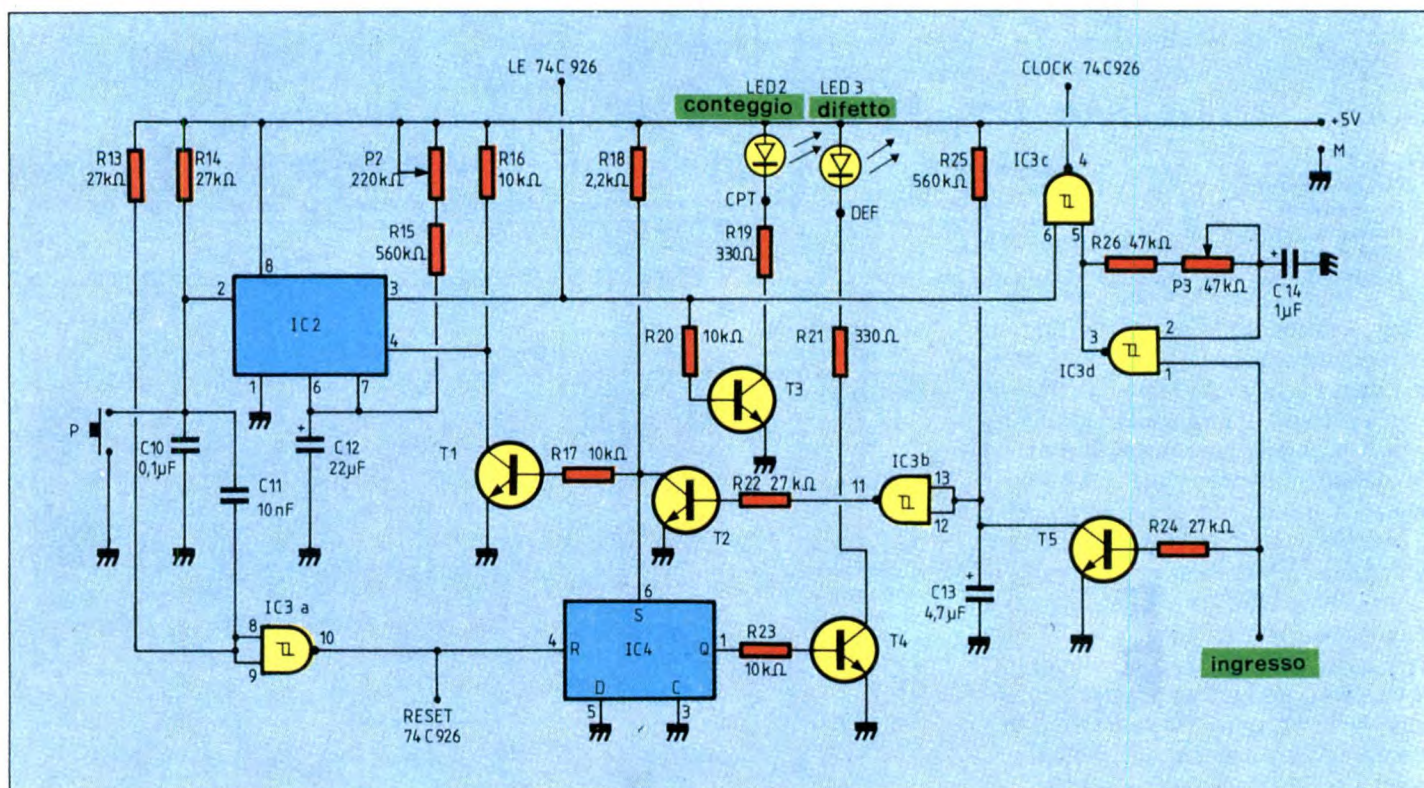 LE 74C926
CLOCK 74C926
LED 2
LED 3
conteggio
difetto
+5V
M
R13
27kΩ
R14
27kΩ
P2
220kΩ
R16
10kΩ
R18
2,2kΩ
R25
560kΩ
IC3c
4
6
5
CPT
DEF
R15
560kΩ
R19
330Ω
R26 47kΩ
P3 47kΩ
+
C14
1µF
8
2
3
IC2
4
1
6
7
R20
10kΩ
R21
330Ω
3
2
1
IC3d
T3
P
C10
0,1µF
C11
10nF
+
C12
22µF
T1
R17 10kΩ
T2
R22 27kΩ
11
IC3b
13
12
T5
R24 27kΩ
+
C13
4,7µF
IC3 a
8
10
9
6
S
4
R
IC4
Q
1
R23
10kΩ
T4
D
C
5
3
RESET
74C926
ingresso